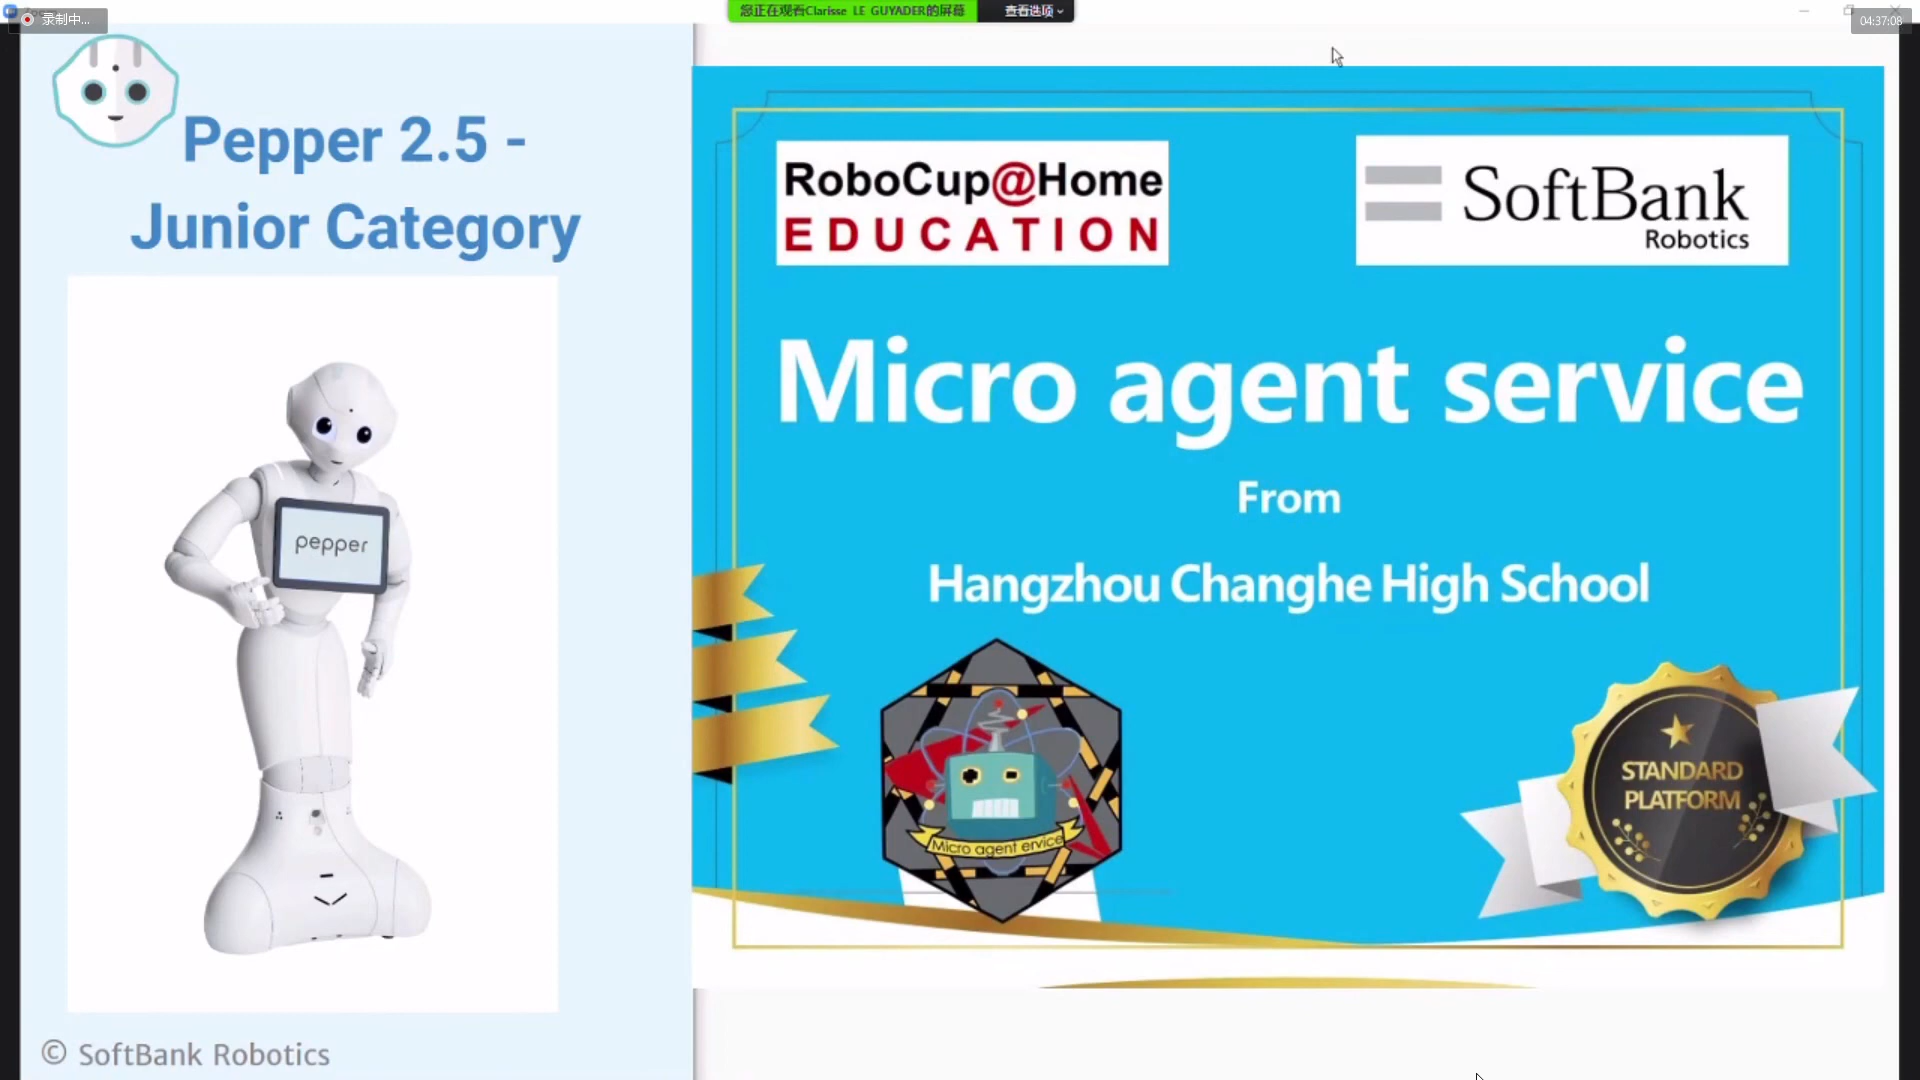 录制中...
您正在观看Clarisse LE GUYADER的屏幕
查看选项
04:37:08
Pepper 2.5 -
Junior Category
pepper
© SoftBank Robotics
RoboCup@Home
EDUCATION
SoftBank
Robotics
Micro agent service
From
Hangzhou Changhe High School
Micro agent ervice
STANDARD
PLATFORM